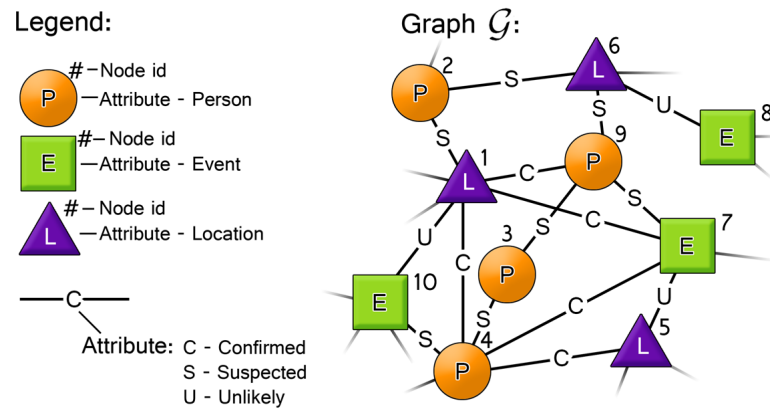 Legend:
Graph 𝒢:
#–Node id
P
Attribute - Person
#–Node id
E
Attribute - Event
#–Node id
L
Attribute - Location
C
Attribute: C - Confirmed
S - Suspected
U - Unlikely
6
2
L
S
P
S
U
8
E
9
S
1
P
C
L
S
7
3
S
C
E
U
P
C
10
E
C
U
S
5
S
4
L
C
P